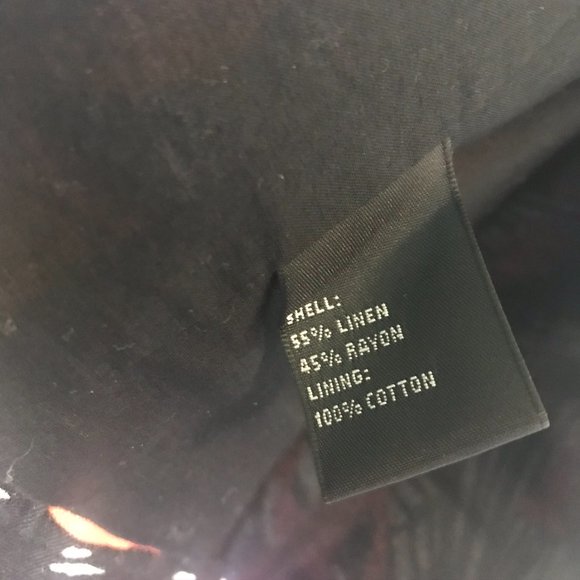 SHELL:
55% LINEN
45% RAYON
LINING:
100% COTTON